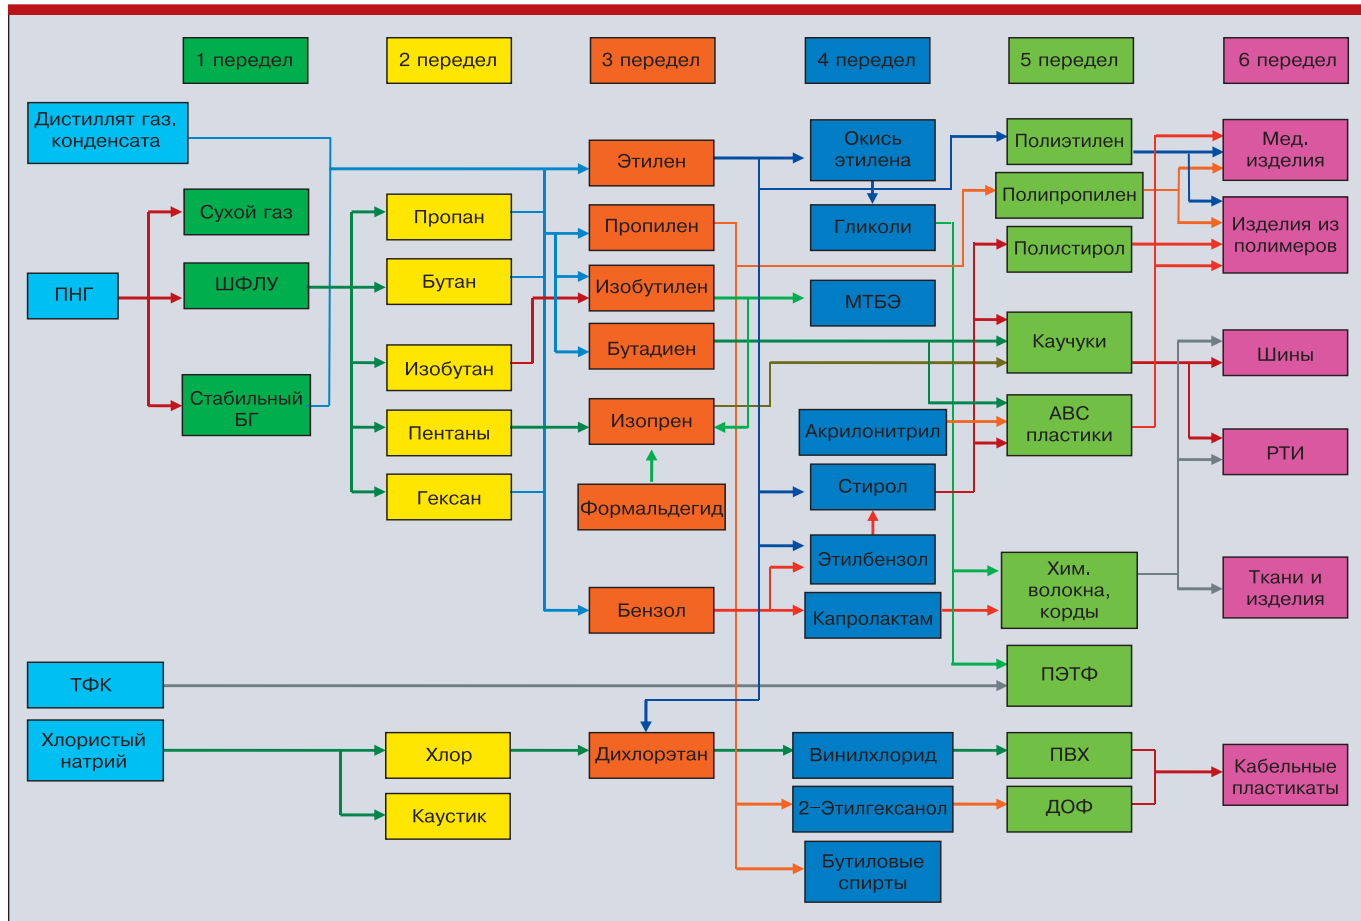 1 передел
2 передел
3 передел
4 передел
5 передел
6 передел
Дистиллят газ.
конденсата
ПНГ
ТФК
Хлористый
натрий
Сухой газ
ШФЛУ
Стабильный
БГ
Пропан
Бутан
Изобутан
Пентаны
Гексан
Хлор
Каустик
Этилен
Пропилен
Изобутилен
Бутадиен
Изопрен
Формальдегид
Бензол
Дихлорэтан
Окись
этилена
Гликоли
МТБЭ
Акрилонитрил
Стирол
Этилбензол
Капролактам
Винилхлорид
2–Этилгексанол
Бутиловые
спирты
Полиэтилен
Полипропилен
Полистирол
Каучуки
АВС
пластики
Хим.
волокна,
корды
ПЭТФ
ПВХ
ДОФ
Мед.
изделия
Изделия из
полимеров
Шины
РТИ
Ткани и
изделия
Кабельные
пластикаты